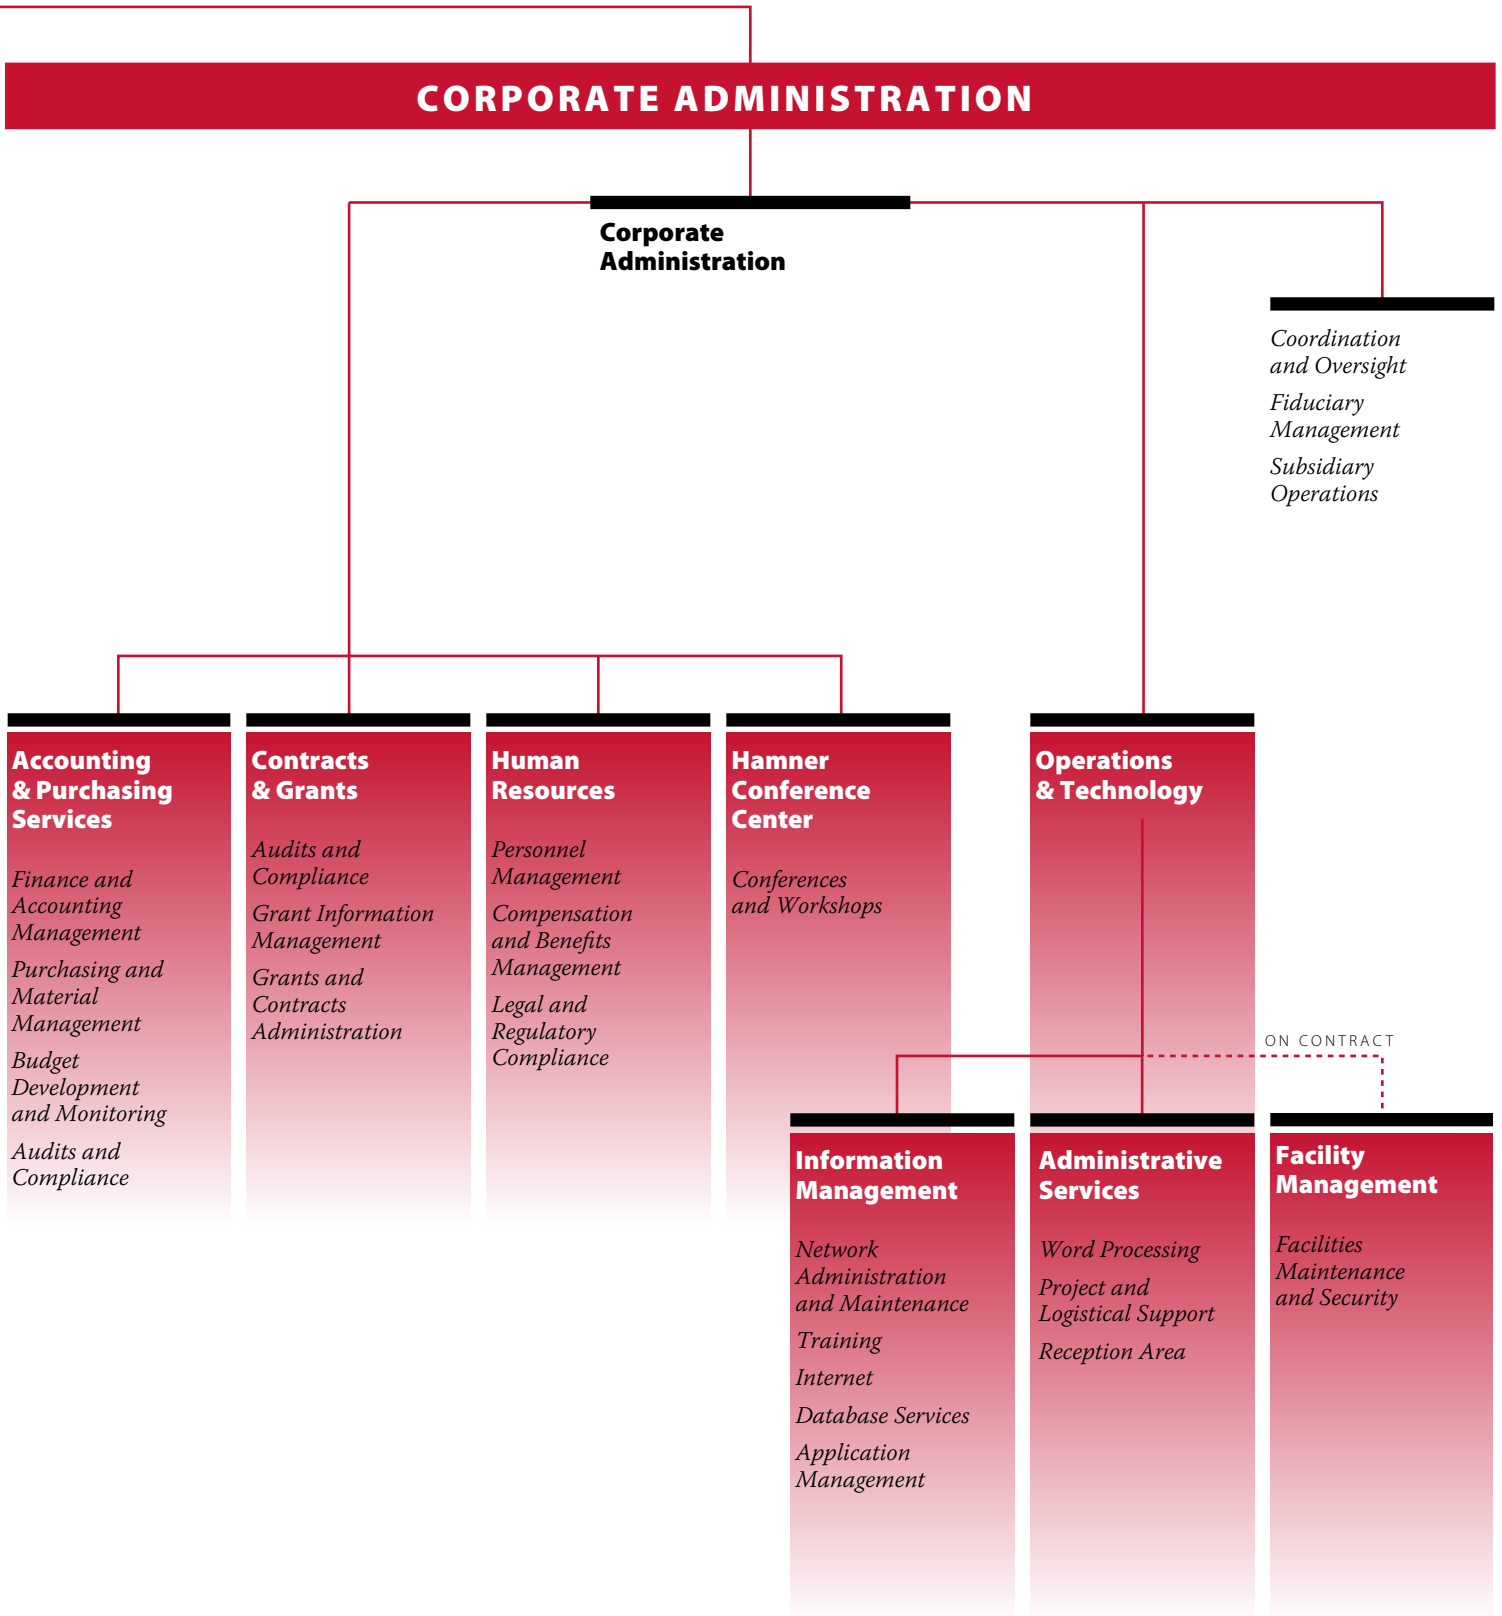 CORPORATE ADMINISTRATION
Corporate
Administration
Coordination
and Oversight
Fiduciary
Management
Subsidiary
Operations
Accounting
& Purchasing
Services
Finance and
Accounting
Management
Purchasing and
Material
Management
Budget
Development
and Monitoring
Audits and
Compliance
Contracts
& Grants
Audits and
Compliance
Grant Information
Management
Grants and
Contracts
Administration
Human
Resources
Personnel
Management
Compensation
and Benefits
Management
Legal and
Regulatory
Compliance
Hamner
Conference
Center
Conferences
and Workshops
Operations
& Technology
ON CONTRACT
Information
Management
Network
Administration
and Maintenance
Training
Internet
Database Services
Application
Management
Administrative
Services
Word Processing
Project and
Logistical Support
Reception Area
Facility
Management
Facilities
Maintenance
and Security